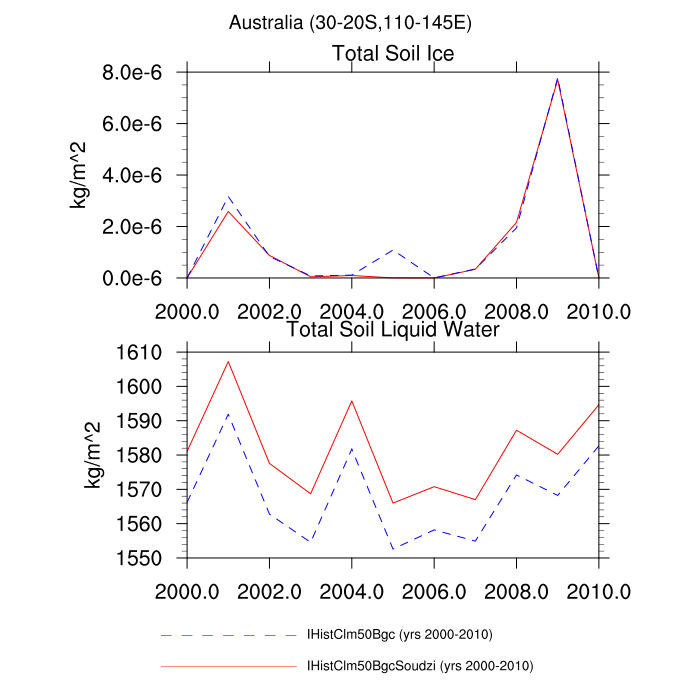 Australia (30-20S,110-145E)
Total Soil Ice
8.0e-6
6.0e-6
4.0e-6
2.0e-6
0.0e-6
kg/m^2
2000.0 2002.0 2004.0 2006.0 2008.0 2010.0
Total Soil Liquid Water
1610
1600
1590
1580
1570
1560
1550
kg/m^2
2000.0 2002.0 2004.0 2006.0 2008.0 2010.0
IHistClm50Bgc (yrs 2000-2010)
IHistClm50BgcSoudzi (yrs 2000-2010)